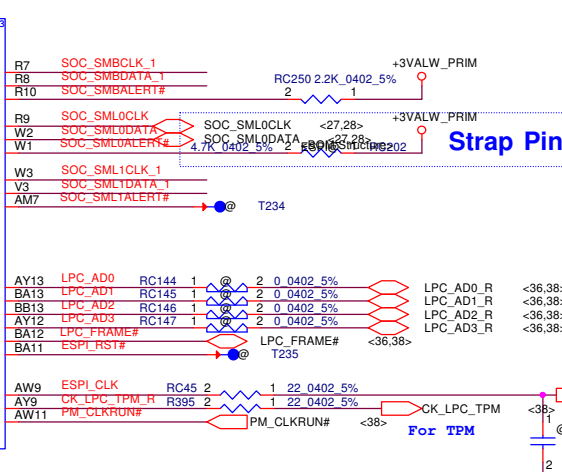 3
+3VALW_PRIM
R7 SOC_SMBCLK_1
R8 SOC_SMBDATA_1 RC250 2.2K_0402_5%
R10 SOC_SMBALERT# 2 1
+3VALW_PRIM
R9 SOC_SML0CLK SOC_SML0CLK <27,28>
W2 SOC_SML0DATA SOC_SML0DATA <27,28> Strap Pin
W1 SOC_SML0ALERT# 4.7K_0402_5% 2 1 RC202
W3 SOC_SML1CLK_1
V3 SOC_SML1DATA_1
AM7 SOC_SML1ALERT# @ T234
AY13 LPC_AD0 RC144 1 @ 2 0_0402_5% LPC_AD0_R <36,38>
BA13 LPC_AD1 RC145 1 @ 2 0_0402_5% LPC_AD1_R <36,38>
BB13 LPC_AD2 RC146 1 @ 2 0_0402_5% LPC_AD2_R <36,38>
AY12 LPC_AD3 RC147 1 @ 2 0_0402_5% LPC_AD3_R <36,38>
BA12 LPC_FRAME# LPC_FRAME# <36,38>
BA11 ESPI_RST# @ T235
AW9 ESPI_CLK RC45 2 1 22_0402_5%
AY9 CK_LPC_TPM_R R395 2 1 22_0402_5% CK_LPC_TPM <38>
AW11 PM_CLKRUN# PM_CLKRUN# <38> 1
For TPM @
2